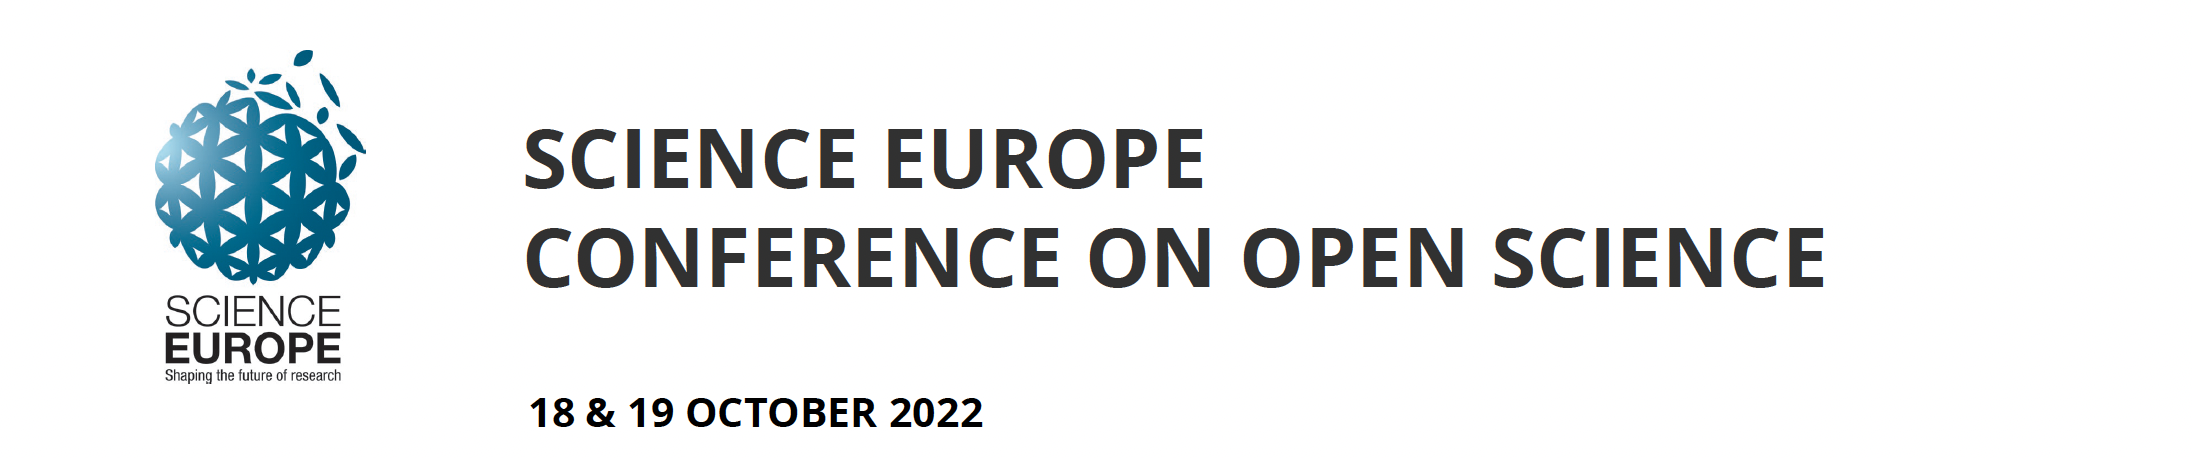 SCIENCE
EUROPE
Shaping the future of research
SCIENCE EUROPE
CONFERENCE ON OPEN SCIENCE
18 & 19 OCTOBER 2022